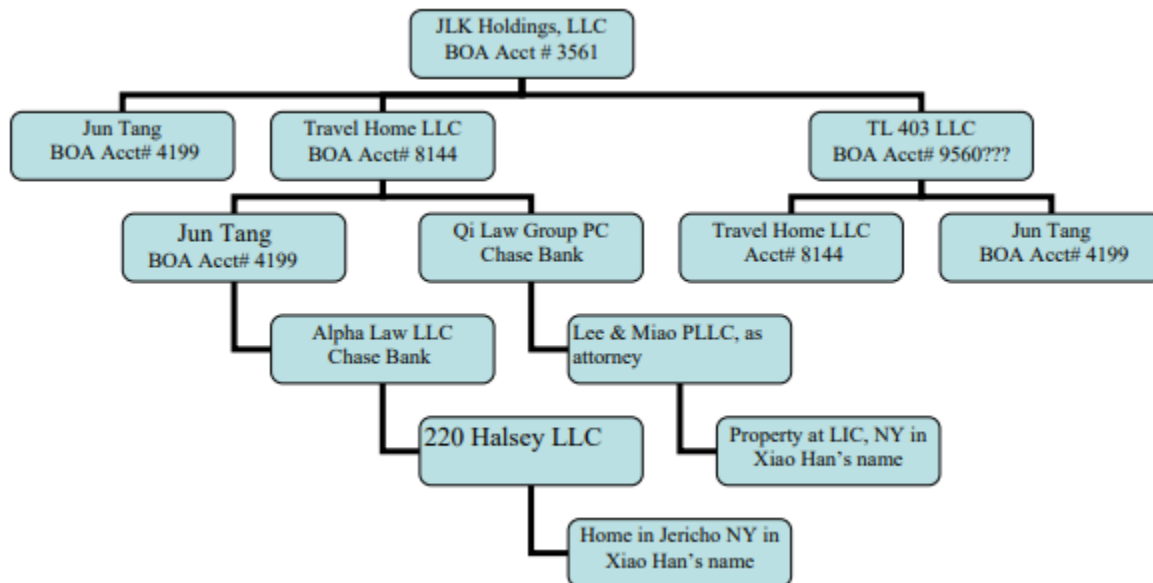 JLK Holdings, LLC
BOA Acct # 3561
Jun Tang
BOA Acct# 4199
Travel Home LLC
BOA Acct# 8144
TL 403 LLC
BOA Acct# 9560???
Jun Tang
BOA Acct# 4199
Qi Law Group PC
Chase Bank
Travel Home LLC
Acct# 8144
Jun Tang
BOA Acct# 4199
Alpha Law LLC
Chase Bank
Lee & Miao PLLC, as
attorney
220 Halsey LLC
Property at LIC, NY in
Xiao Han’s name
Home in Jericho NY in
Xiao Han’s name